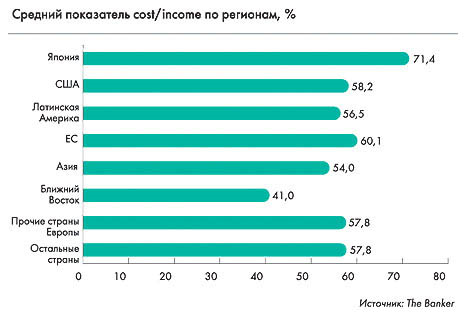 Средний показатель cost/income по регионам, %
Япония
71,4
США
58,2
Латинская
Америка
56,5
ЕС
60,1
Азия
54,0
Ближний
Восток
41,0
Прочие страны
Европы
57,8
Остальные
страны
57,8
0 10 20 30 40 50 60 70 80
Источник: The Banker